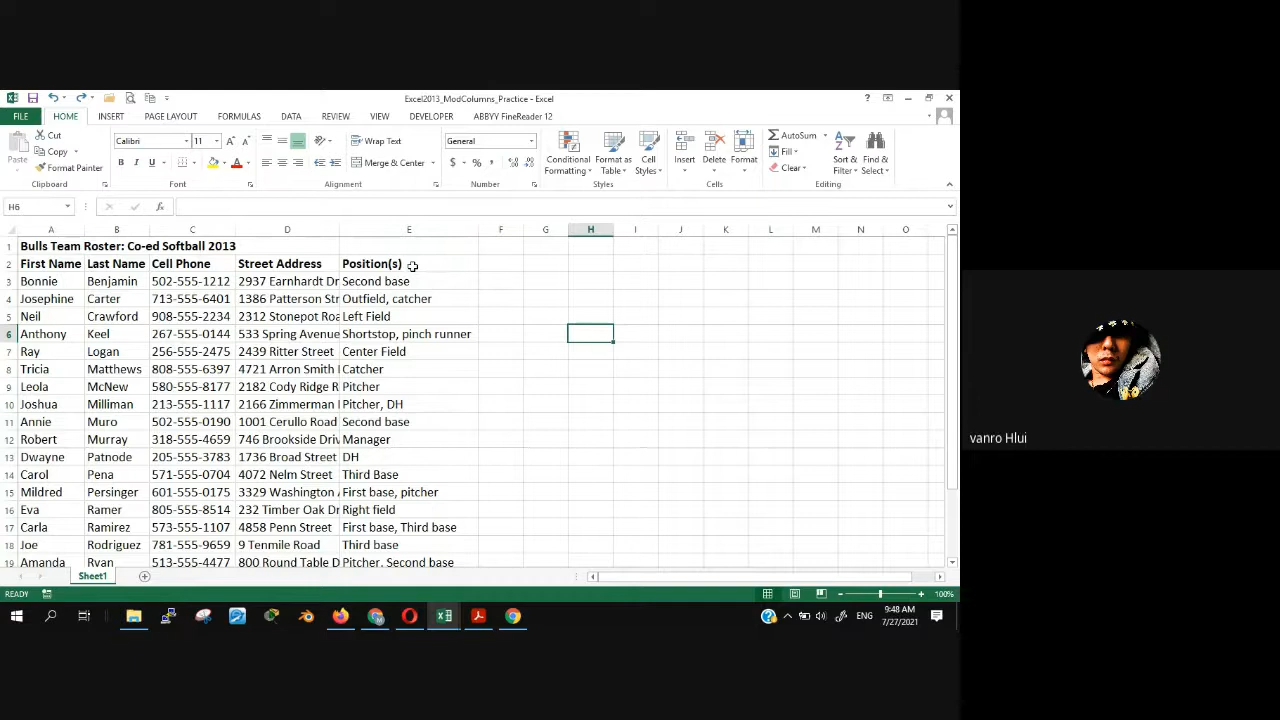 Excel2013_ModColumns_Practice - Excel
FILE HOME INSERT PAGE LAYOUT FORMULAS DATA REVIEW VIEW DEVELOPER ABBYY FineReader 12
Paste
Cut
Copy
Format Painter
Clipboard
Calibri 11
B I U
Font
Wrap Text
Merge & Center
Alignment
General
$ % ,
Number
Conditional Formatting
Format as Table
Cell Styles
Styles
Insert Delete Format
Cells
AutoSum
Fill
Clear
Sort & Filter
Find & Select
Editing
H6 fx
A B C D E F G H I J K L M N O
1 Bulls Team Roster: Co-ed Softball 2013
2 First Name Last Name Cell Phone Street Address Position(s)
3 Bonnie Benjamin 502-555-1212 2937 Earnhardt Dr Second base
4 Josephine Carter 713-555-6401 1386 Patterson Str Outfield, catcher
5 Neil Crawford 908-555-2234 2312 Stonepot Roa Left Field
6 Anthony Keel 267-555-0144 533 Spring Avenue Shortstop, pinch runner
7 Ray Logan 256-555-2475 2439 Ritter Street Center Field
8 Tricia Matthews 808-555-6397 4721 Arron Smith Catcher
9 Leola McNew 580-555-8177 2182 Cody Ridge R Pitcher
10 Joshua Milliman 213-555-1117 2166 Zimmerman Pitcher, DH
11 Annie Muro 502-555-0190 1001 Cerullo Road Second base
12 Robert Murray 318-555-4659 746 Brookside Driv Manager
13 Dwayne Patnode 205-555-3783 1736 Broad Street DH
14 Carol Pena 571-555-0704 4072 Nelm Street Third Base
15 Mildred Persinger 601-555-0175 3329 Washington First base, pitcher
16 Eva Ramer 805-555-8514 232 Timber Oak Dr Right field
17 Carla Ramirez 573-555-1107 4858 Penn Street First base, Third base
18 Joe Rodriguez 781-555-9659 9 Tenmile Road Third base
19 Amanda Ryan 513-555-4477 800 Round Table D Pitcher, Second base
Sheet1
READY 100%
ENG
9:48 AM
7/27/2021
vanro Hlui